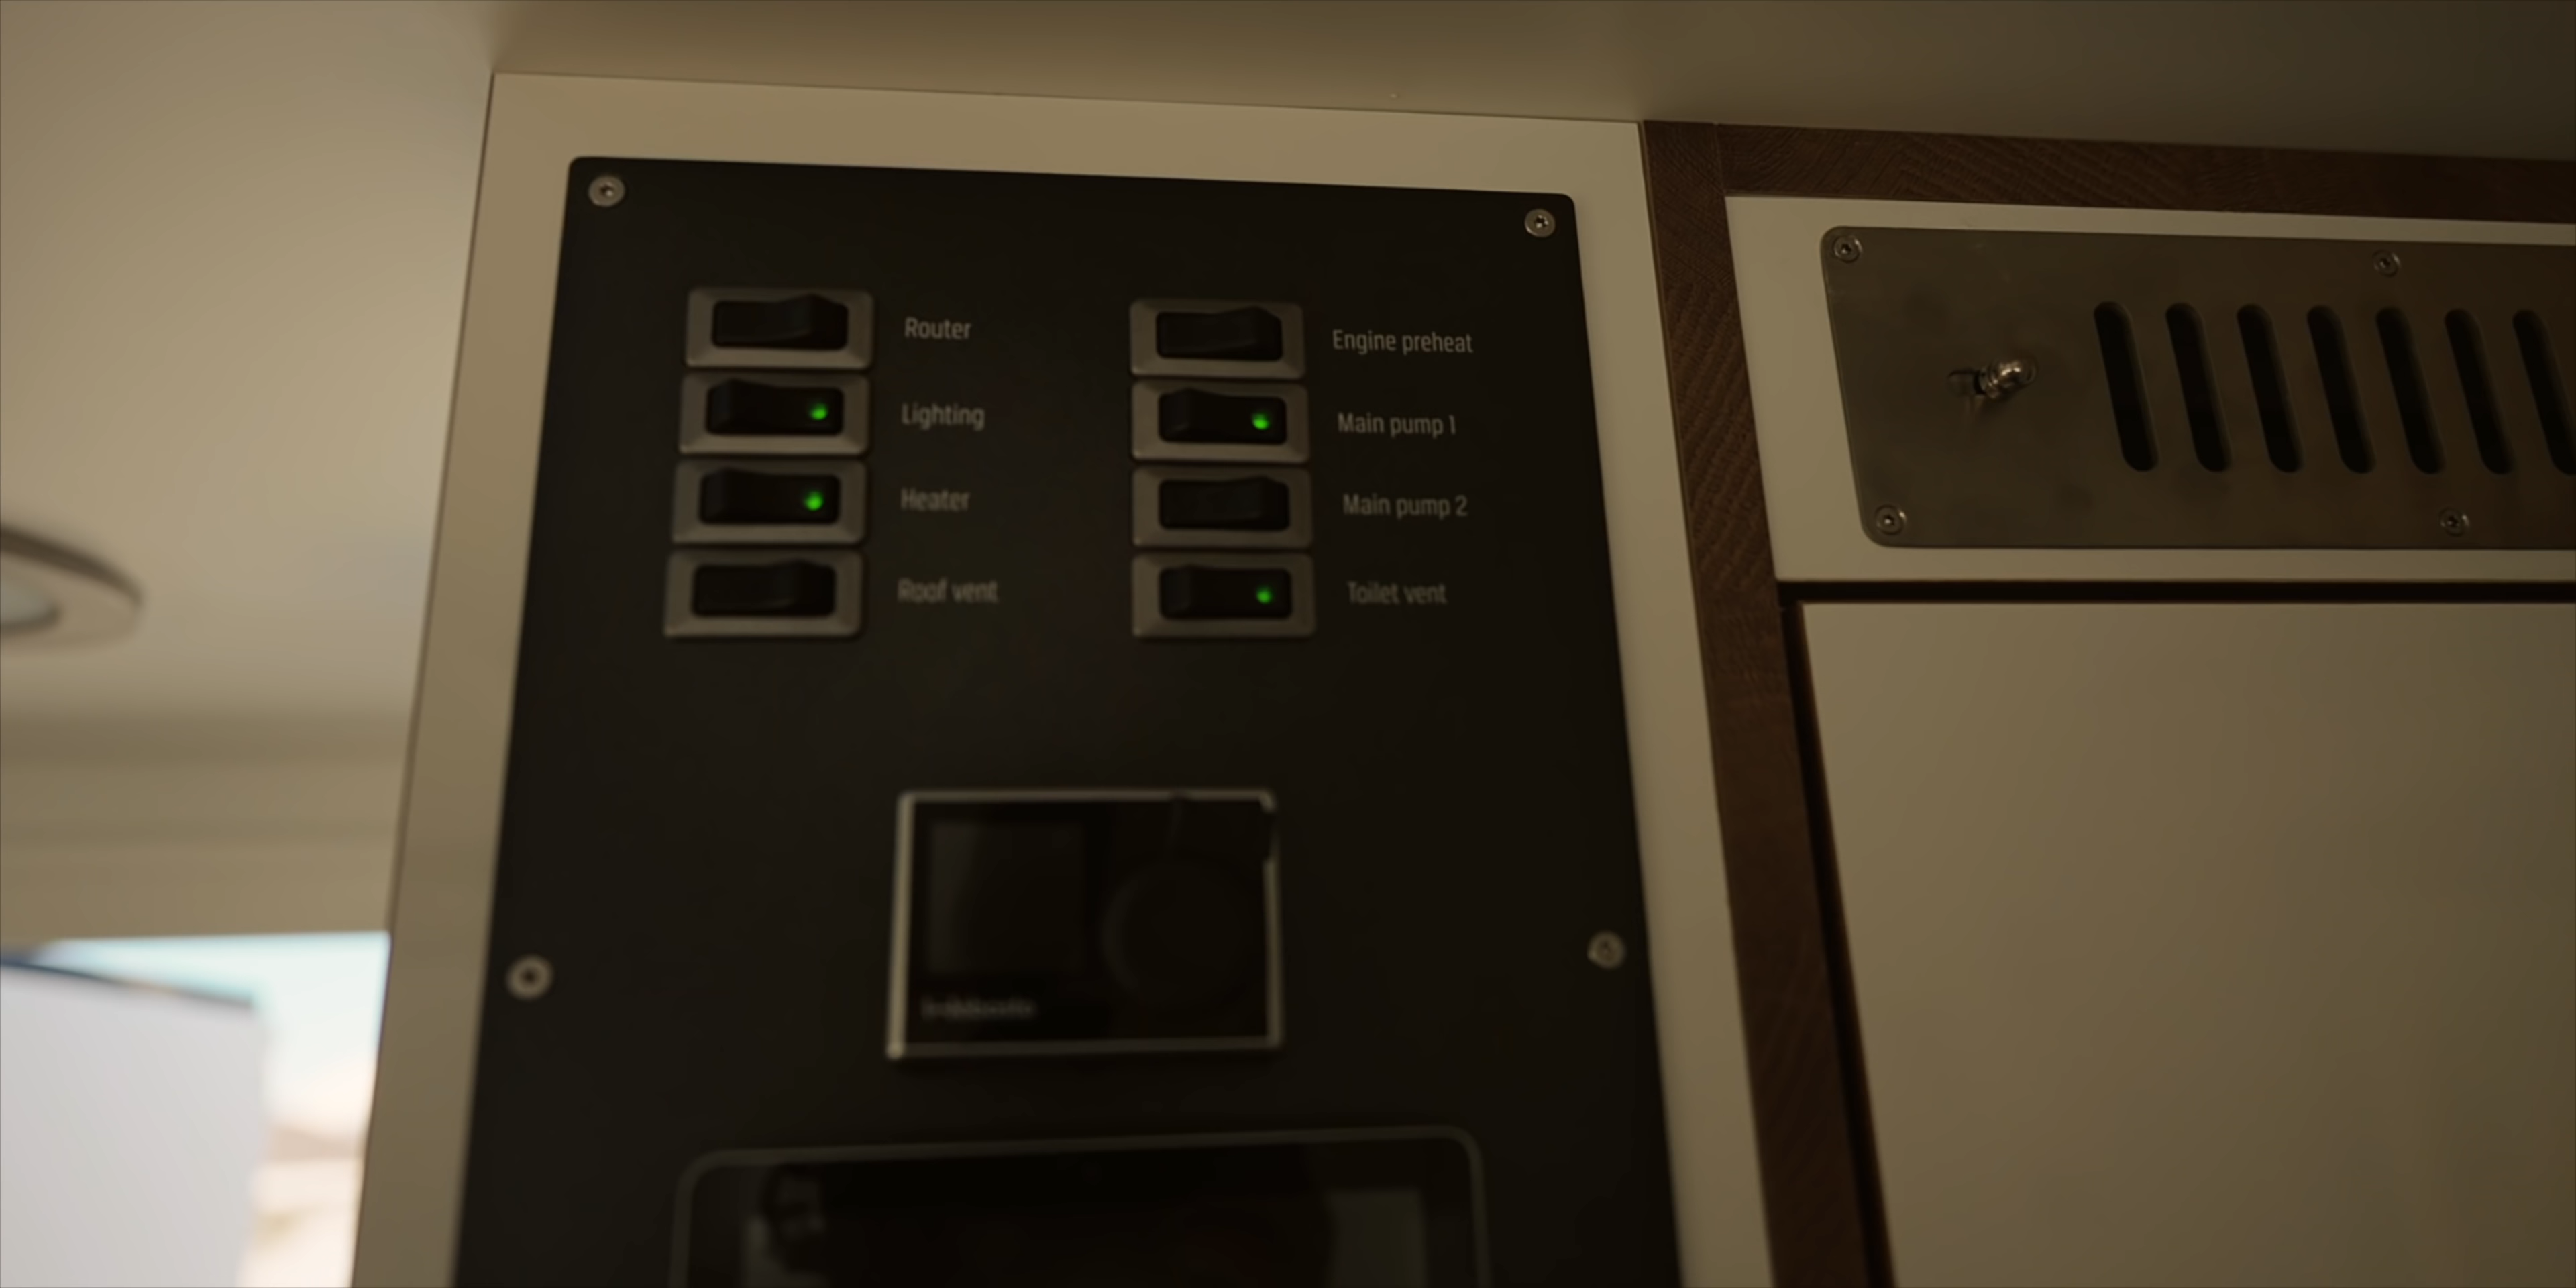 Router
Lighting
Heater
Roof vent
Engine preheat
Main pump 1
Main pump 2
Toilet vent